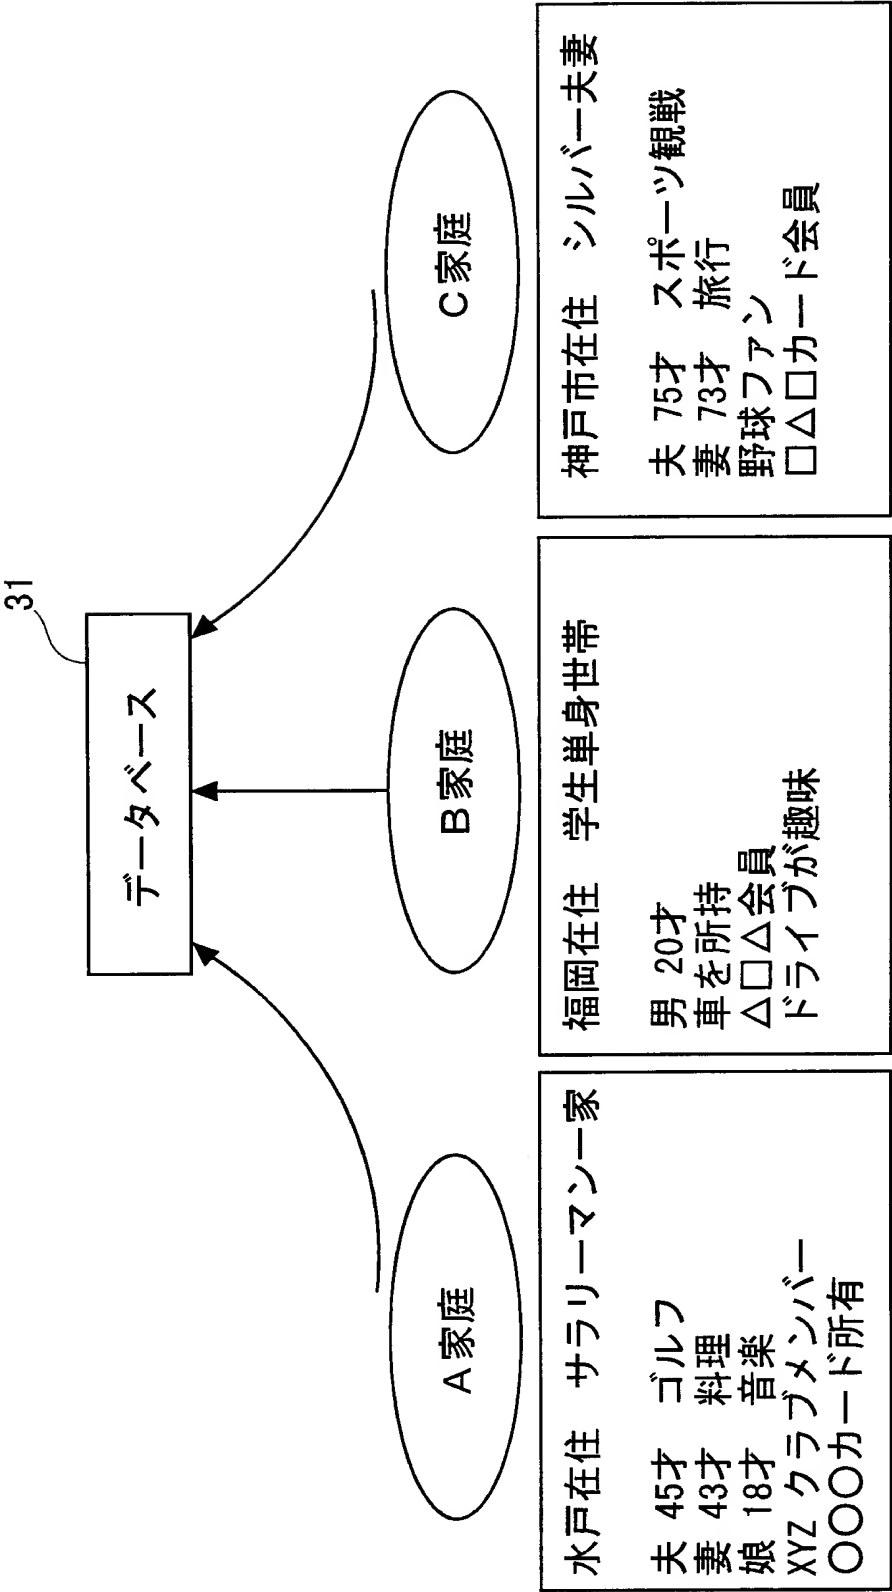 31
データベース
A家庭
B家庭
C家庭
水戸在住 サラリーマン一家
夫 45才 ゴルフ
妻 43才 料理
娘 18才 音楽
XYZ クラブメンバー
〇〇〇カード所有
福岡在住 学生単身世帯
男 20才
車を所持
△□△会員
ドライブが趣味
神戸市在住 シルバー夫妻
夫 75才 スポーツ観戦
妻 73才 旅行
野球ファン
□△□カード会員